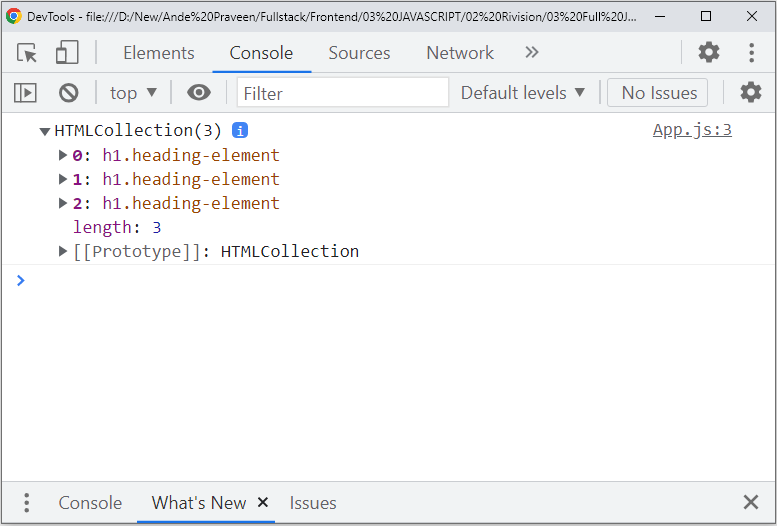 DevTools - file:///D:/New/Ande%20Praveen/Fullstack/Frontend/03%20JAVASCRIPT/02%20Rivision/03%20Full%20J...
Elements Console Sources Network »
top ▼ Filter Default levels ▼ No Issues
▼HTMLCollection(3) i App.js:3
▶0: h1.heading-element
▶1: h1.heading-element
▶2: h1.heading-element
length: 3
▶[[Prototype]]: HTMLCollection
>
Console What's New × Issues ×